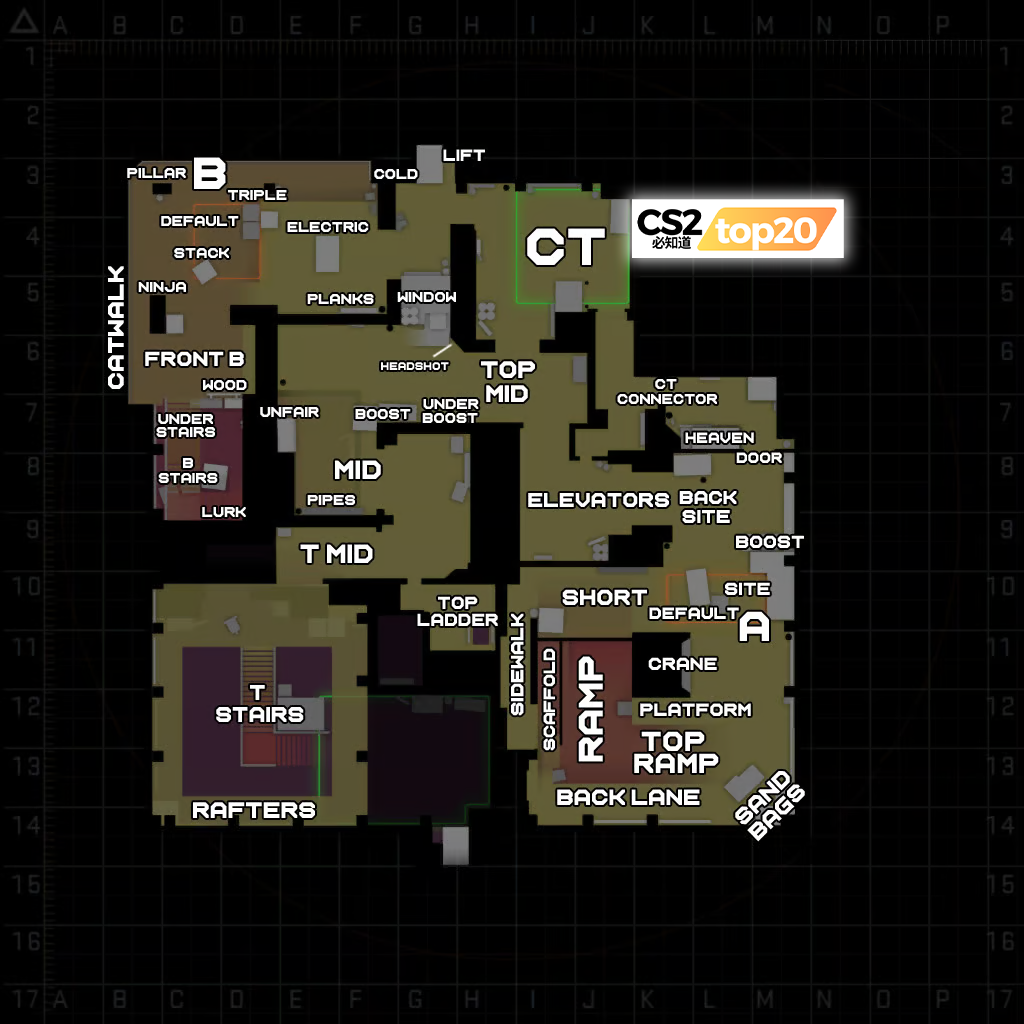 A B C D E F G H I J K L M N O P
1 1
2 2
3 3
4 4
5 5
6 6
7 7
8 8
9 9
10 10
11 11
12 12
13 13
14 14
15 15
16 16
17 A B C D E F G H I J K L M N O P 17
LIFT
PILLAR
B
COLD
TRIPLE
DEFAULT
ELECTRIC
STACK
CT
CS2
必知道
top20
NINJA
PLANKS
WINDOW
CATWALK
FRONT B
HEADSHOT
TOP
MID
WOOD
CT
CONNECTOR
UNFAIR
BOOST
UNDER
BOOST
UNDER
STAIRS
HEAVEN
DOOR
B
STAIRS
MID
PIPES
ELEVATORS
BACK
SITE
LURK
T MID
BOOST
SITE
SHORT
DEFAULT
A
TOP
LADDER
SIDEWALK
SCAFFOLD
RAMP
CRANE
T
STAIRS
PLATFORM
TOP
RAMP
BACK LANE
SAND
BAGS
RAFTERS